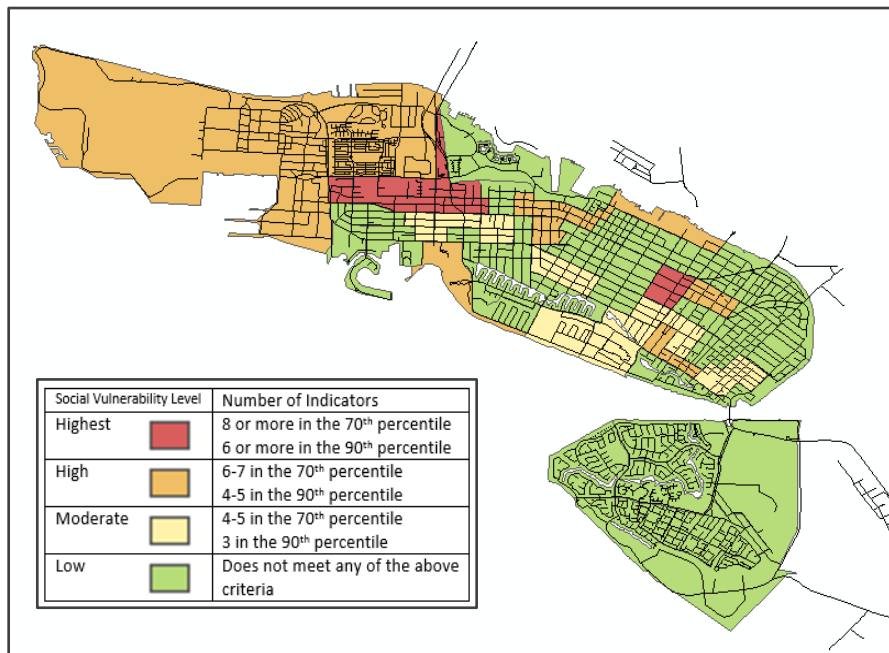 Social Vulnerability Level Number of Indicators
Highest 8 or more in the 70th percentile
6 or more in the 90th percentile
High 6-7 in the 70th percentile
4-5 in the 90th percentile
Moderate 4-5 in the 70th percentile
3 in the 90th percentile
Low Does not meet any of the above
criteria